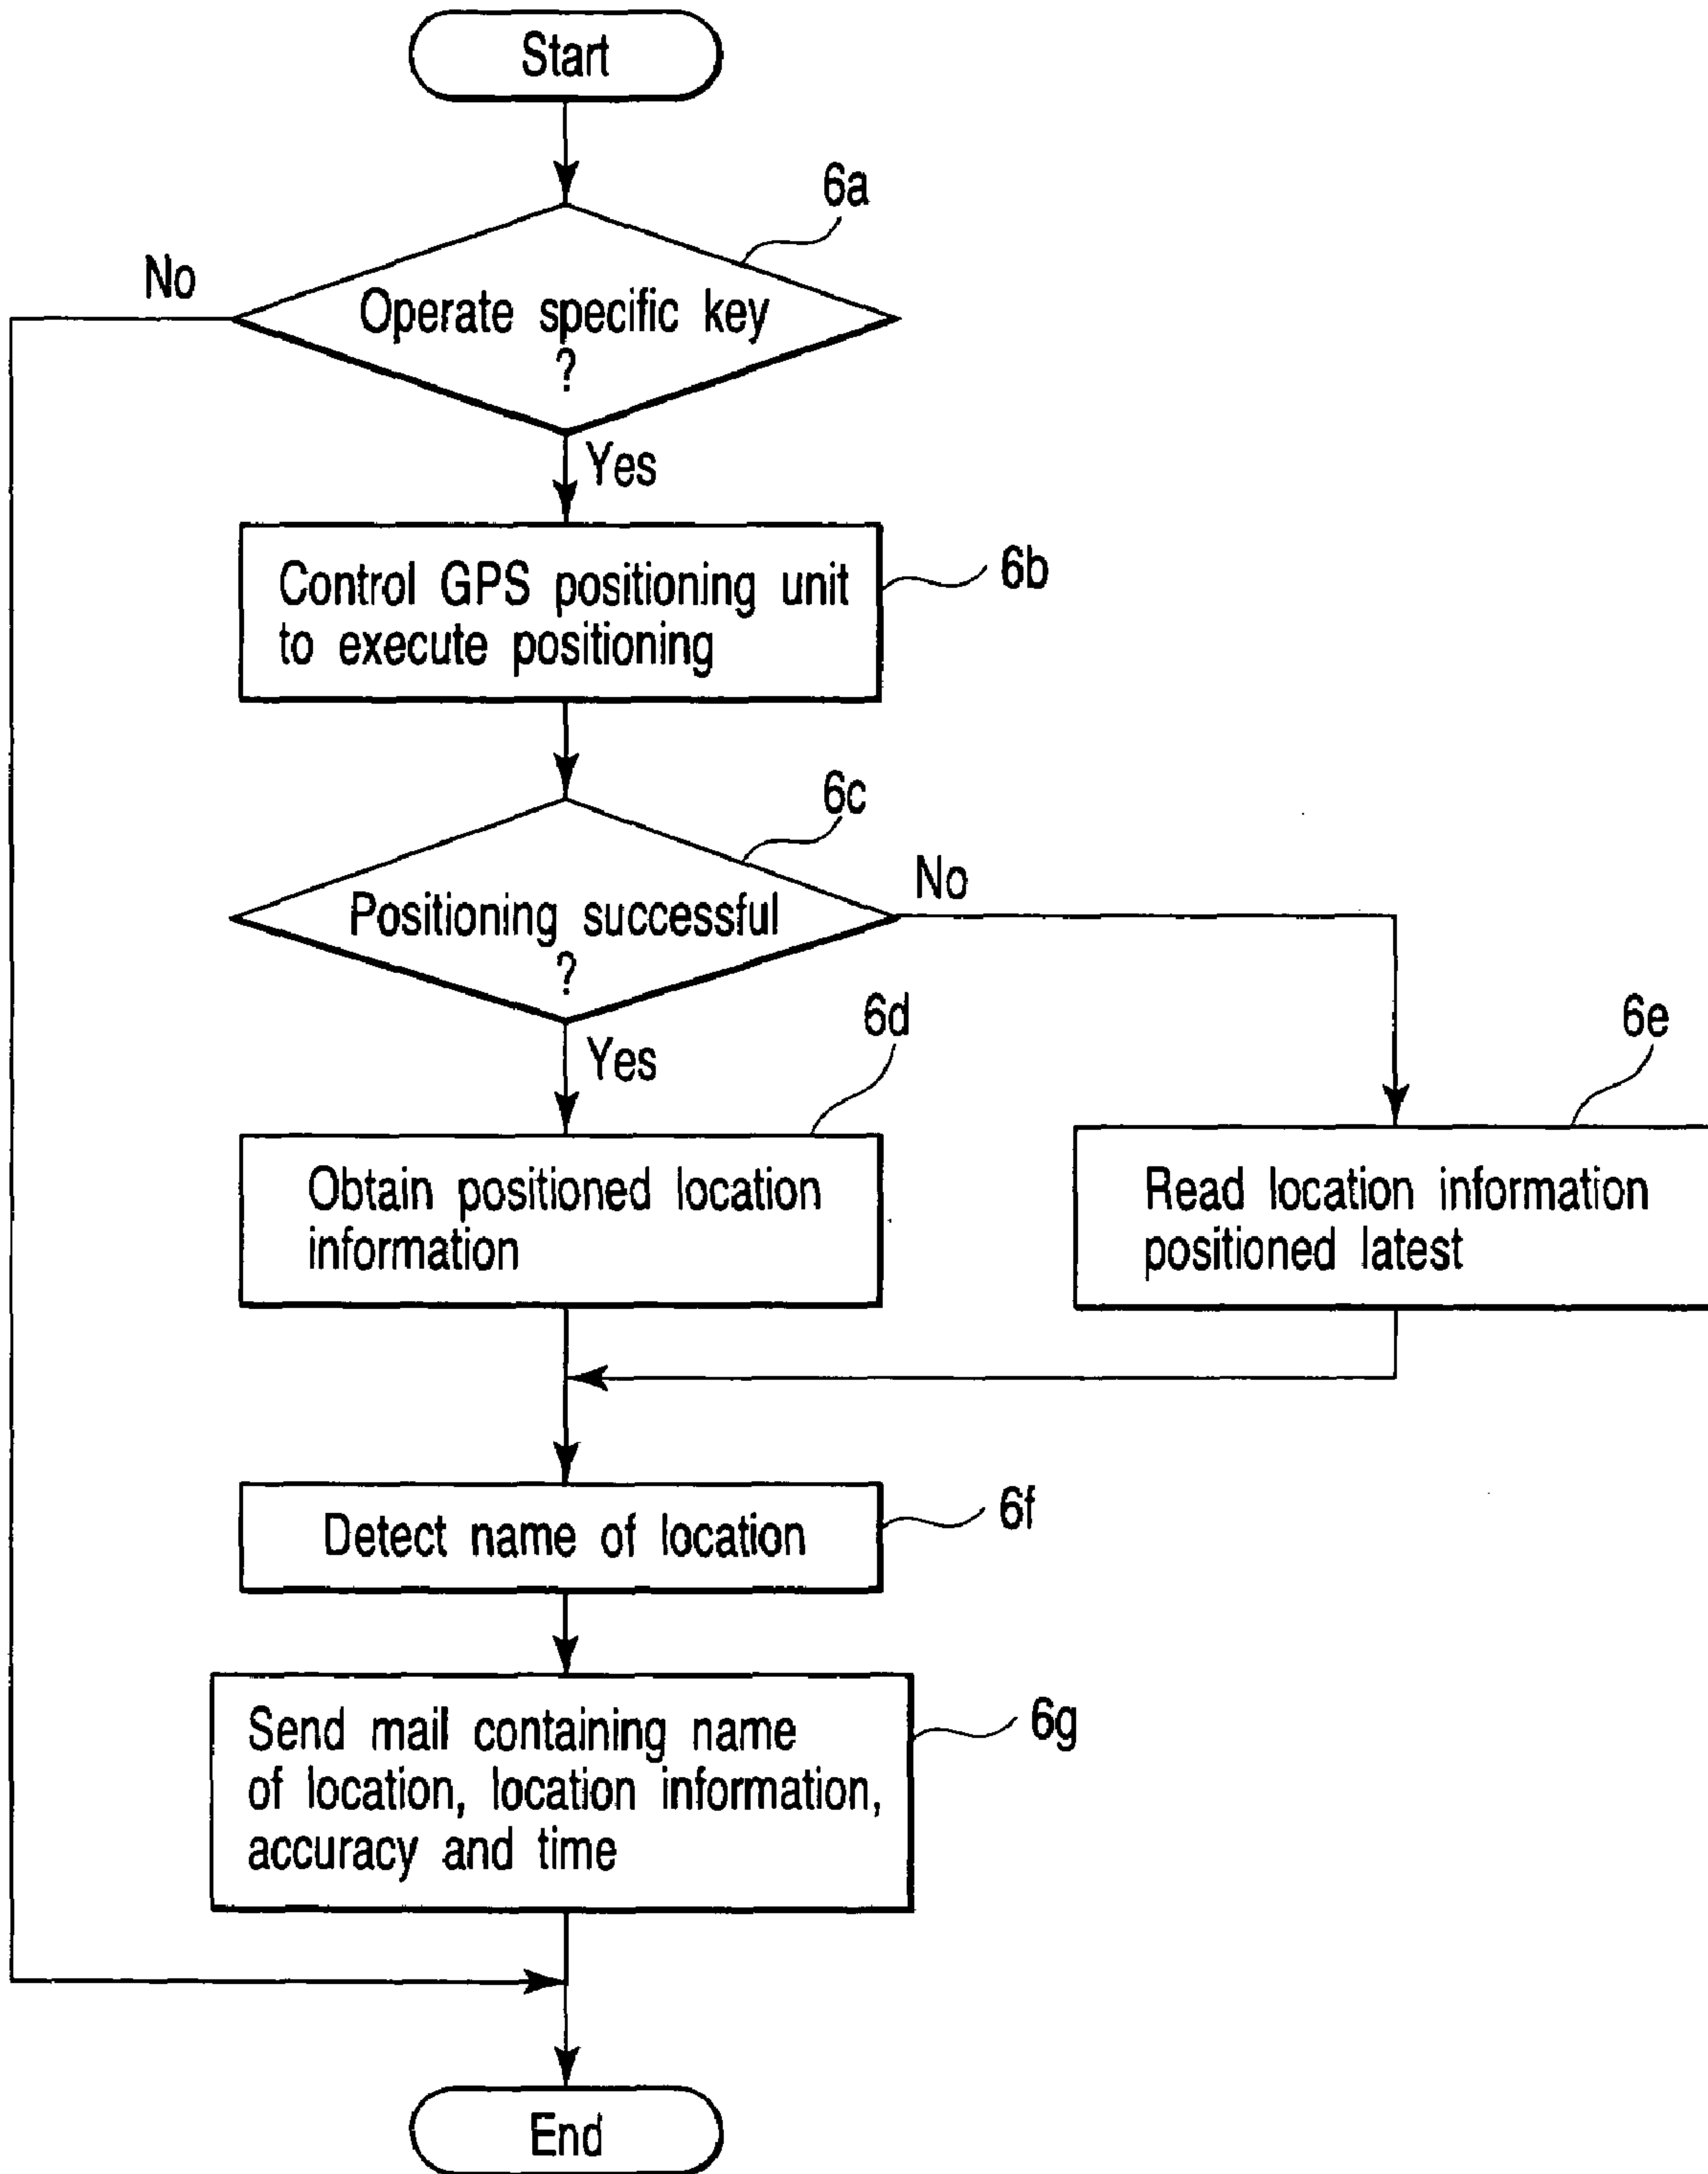 Start
6a
No
Operate specific key
?
Yes
Control GPS positioning unit
to execute positioning
6b
6c
No
Positioning successful
?
Yes
6d
6e
Obtain positioned location
information
Read location information
positioned latest
Detect name of location
6f
Send mail containing name
of location, location information,
accuracy and time
6g
End